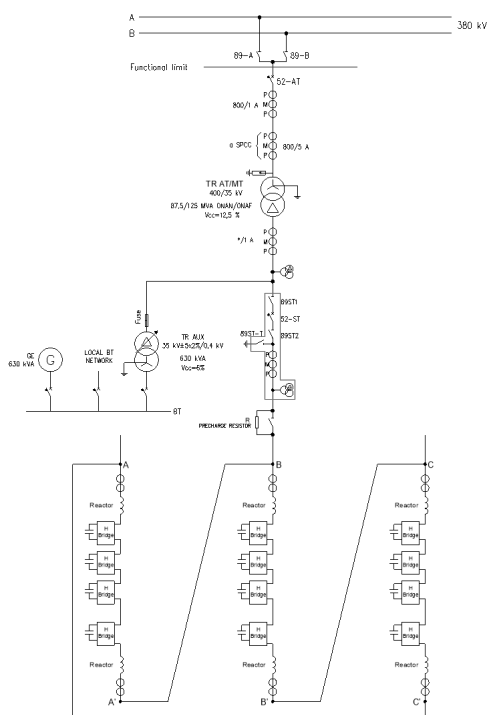 A
B
380 kV
89-A
89-B
Functional limit
52-AT
P
800/1 A
M
P
P
a SPCC
M
800/5 A
P
TR AT/MT
400/35 kV
87,5/125 MVA ONAN/ONAF
Vcc=12,5 %
P
*/1 A
M
P
89ST1
Fuse
52-ST
TR AUX
89ST-T
89ST2
35 kV±5x2%/0,4 kV
GE
G
LOCAL BT
NETWORK
630 kVA
630 kVA
Vcc=6%
P
M
P
BT
R
PRECHARGE RESISTOR
A
B
C
Reactor
Reactor
Reactor
H
Bridge
H
Bridge
H
Bridge
H
Bridge
H
Bridge
H
Bridge
H
Bridge
H
Bridge
H
Bridge
H
Bridge
H
Bridge
H
Bridge
Reactor
Reactor
Reactor
A'
B'
C'